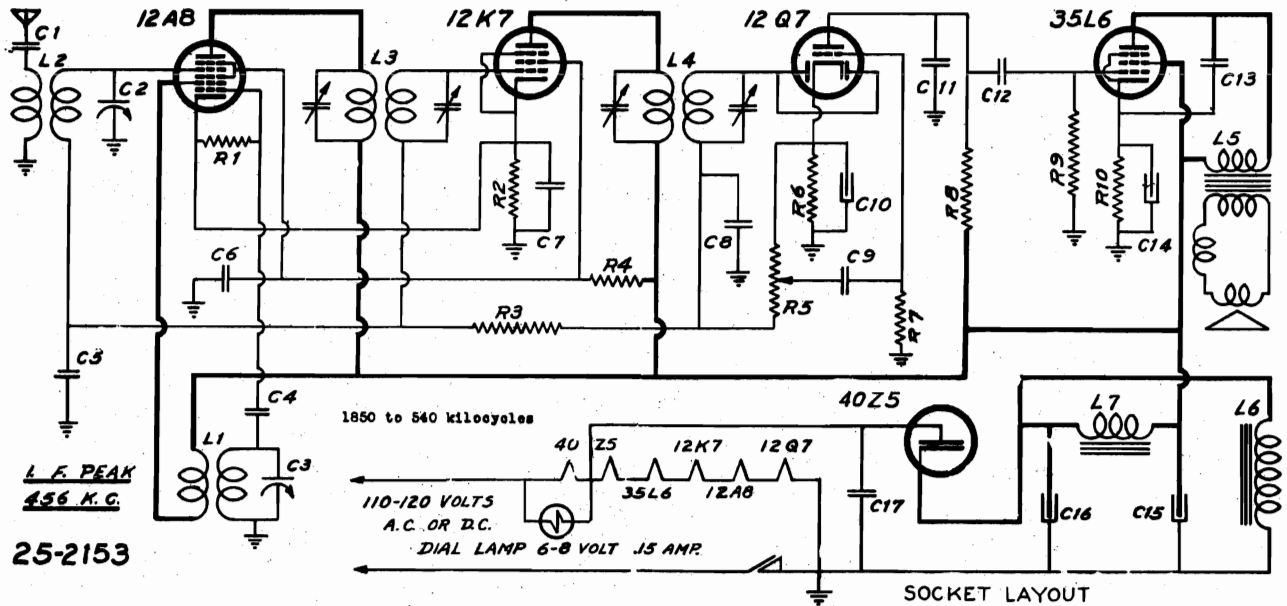 12A8
12K7
12Q7
35L6
C1
L2
C2
R1
L3
R2
C7
L4
C8
R6
C10
C11
R8
C12
R9
R10
C14
C13
L5
C6
R4
R3
C9
R5
R7
C3
C4
L1
C3
1850 to 540 kilocycles
40Z5
L7
L6
40 Z5
12K7
12Q7
35L6
12A8
C17
C16
C15
I. F. PEAK
456 K.C.
110-120 VOLTS
A.C. OR D.C.
DIAL LAMP 6-8 VOLT .15 AMP.
25-2153
SOCKET LAYOUT